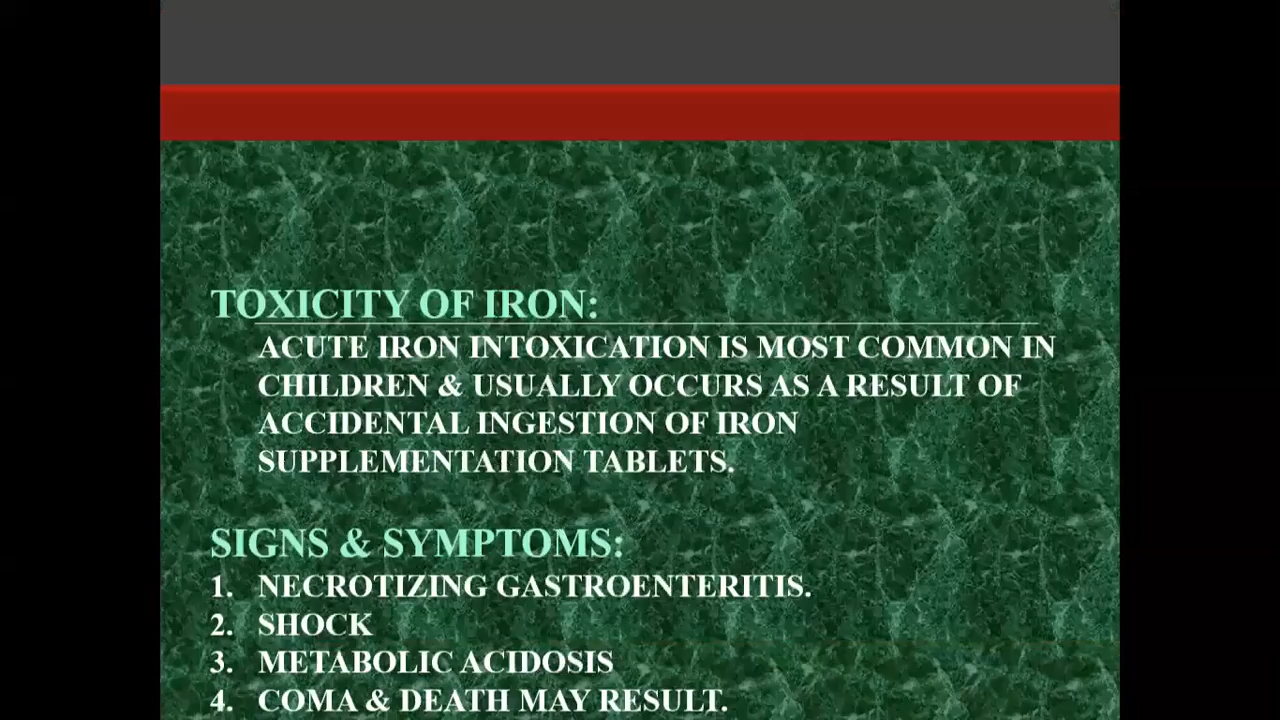 TOXICITY OF IRON:
ACUTE IRON INTOXICATION IS MOST COMMON IN
CHILDREN & USUALLY OCCURS AS A RESULT OF
ACCIDENTAL INGESTION OF IRON
SUPPLEMENTATION TABLETS.
SIGNS & SYMPTOMS:
1. NECROTIZING GASTROENTERITIS.
2. SHOCK
3. METABOLIC ACIDOSIS
4. COMA & DEATH MAY RESULT.